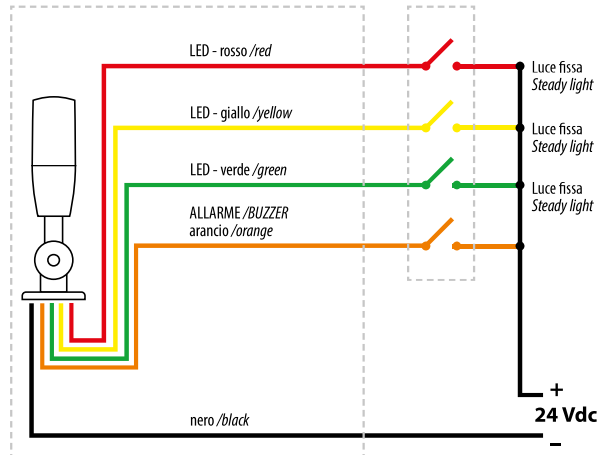 LED - rosso /red
Luce fissa
Steady light
LED - giallo /yellow
Luce fissa
Steady light
LED - verde /green
Luce fissa
Steady light
ALLARME /BUZZER
arancio /orange
+
24 Vdc
nero /black
–